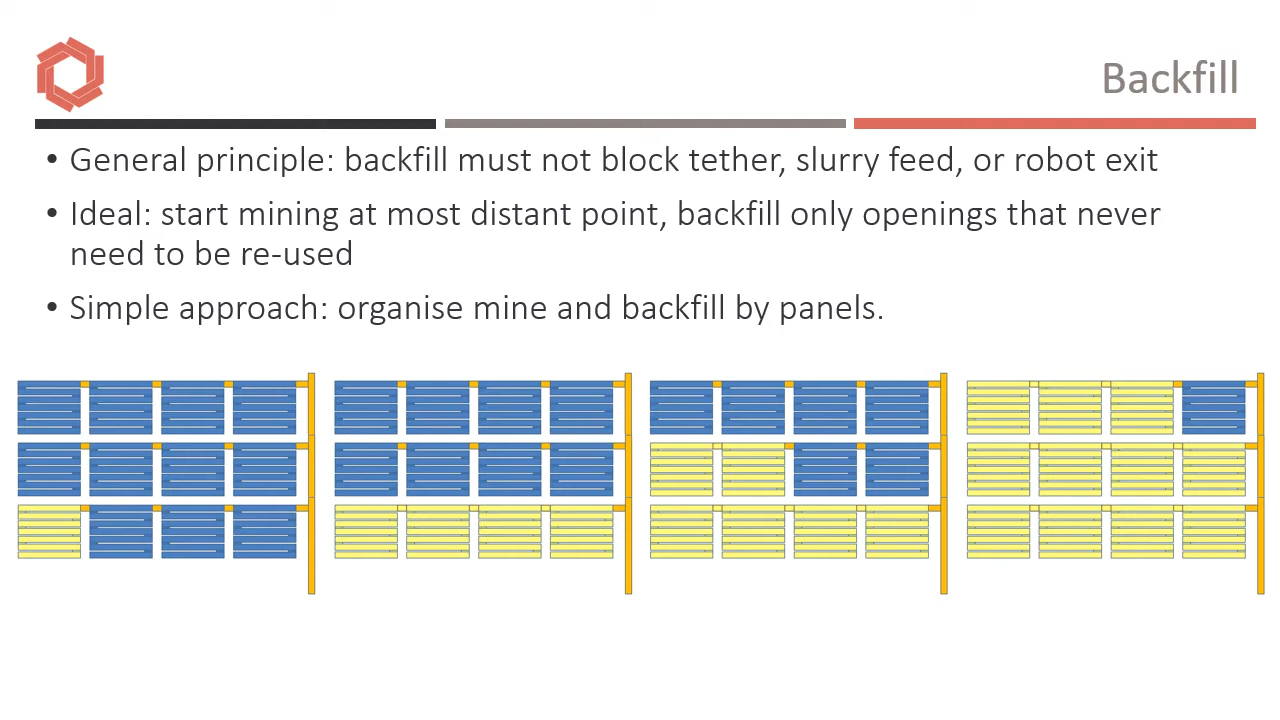 Backfill
• General principle: backfill must not block tether, slurry feed, or robot exit
• Ideal: start mining at most distant point, backfill only openings that never
need to be re-used
• Simple approach: organise mine and backfill by panels.